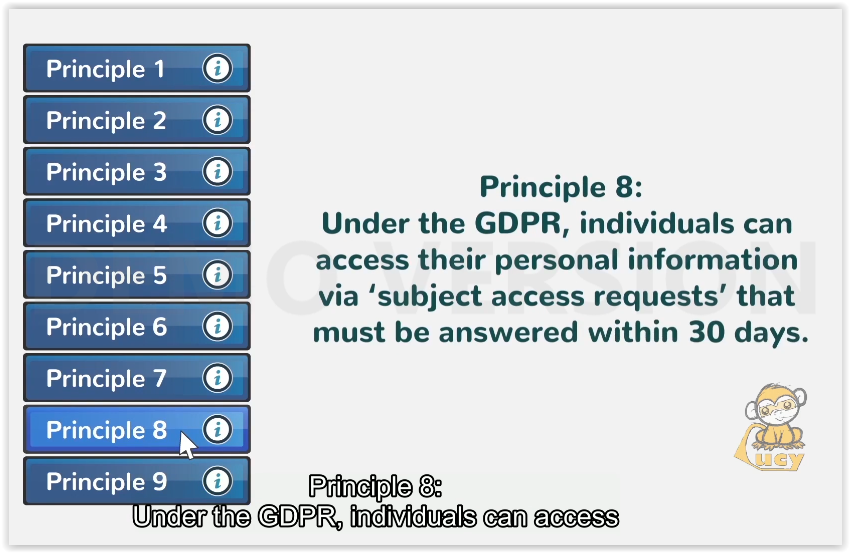 Principle 1
Principle 2
Principle 3
Principle 4
Principle 5
Principle 6
Principle 7
Principle 8
Principle 9
Principle 8:
Under the GDPR, individuals can
access their personal information
via ‘subject access requests’ that
must be answered within 30 days.
VERSION
Lucy
Principle 8:
Under the GDPR, individuals can access